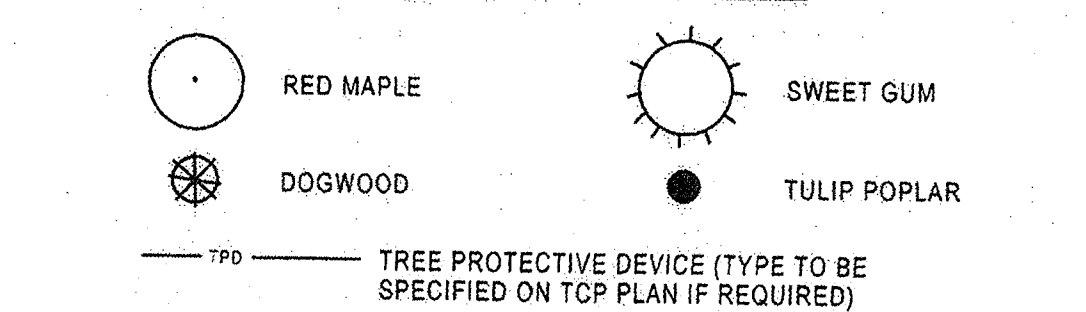 RED MAPLE
SWEET GUM
DOGWOOD
TULIP POPLAR
TPD
TREE PROTECTIVE DEVICE (TYPE TO BE
SPECIFIED ON TCP PLAN IF REQUIRED)